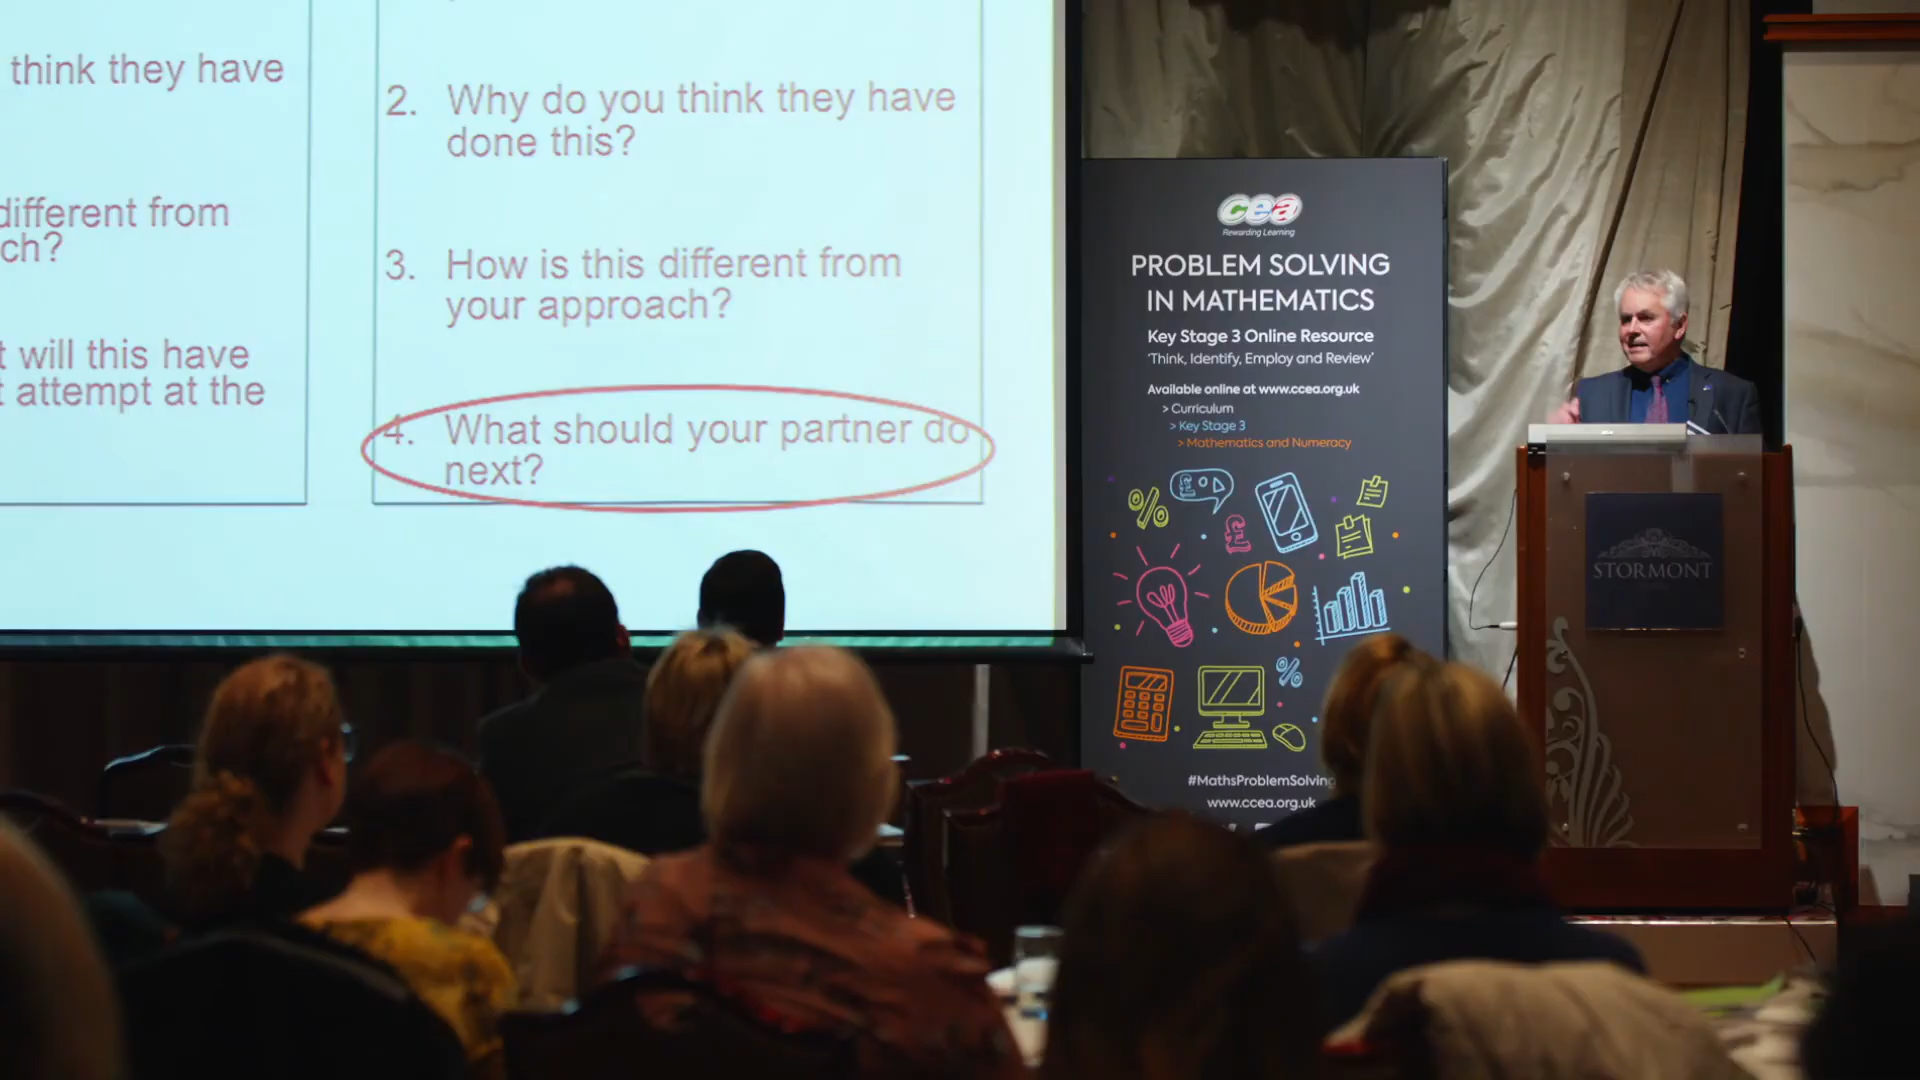 think they have
different from
ch?
t will this have
t attempt at the
2. Why do you think they have
done this?
3. How is this different from
your approach?
4. What should your partner do
next?
ccea
Rewarding Learning
PROBLEM SOLVING
IN MATHEMATICS
Key Stage 3 Online Resource
'Think, Identify, Employ and Review'
Available online at www.ccea.org.uk
> Curriculum
> Key Stage 3
> Mathematics and Numeracy
#MathsProblemSolving
www.ccea.org.uk
STORMONT